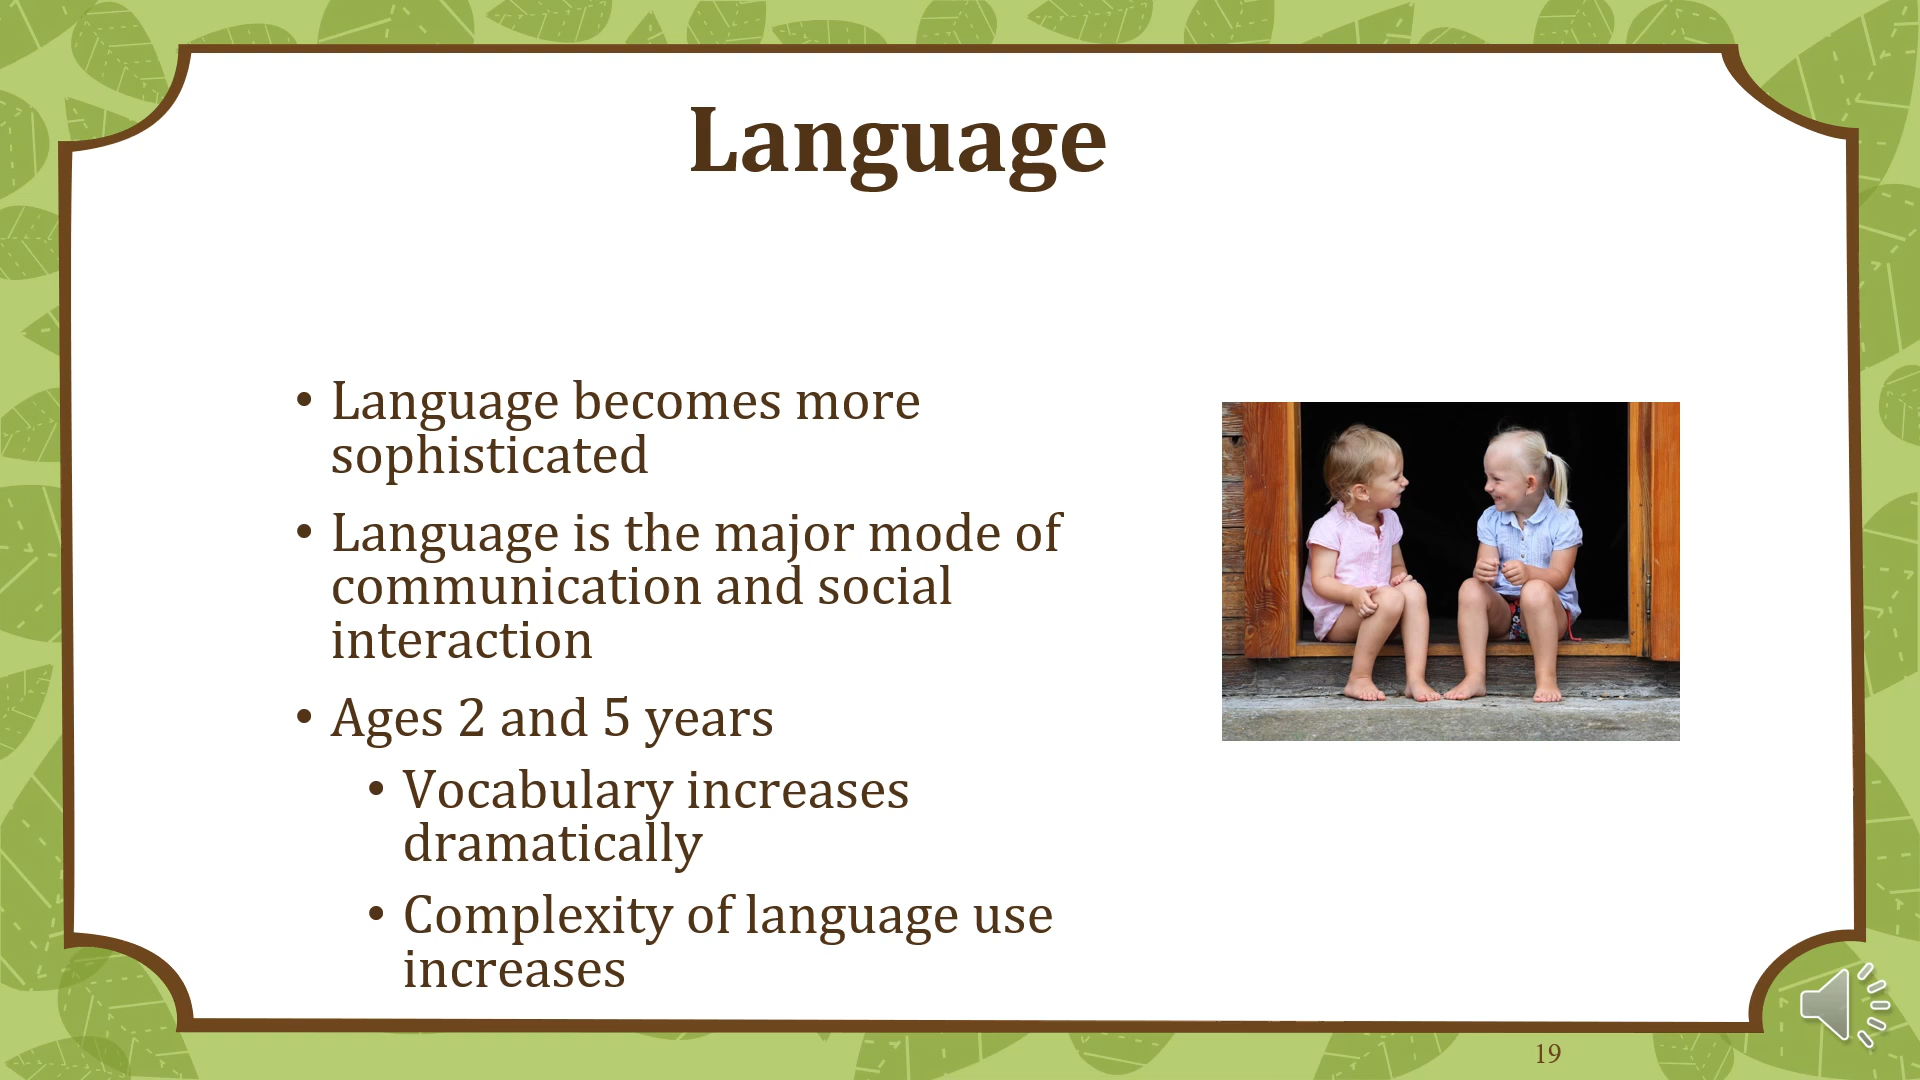 Language
• Language becomes more
sophisticated
• Language is the major mode of
communication and social
interaction
• Ages 2 and 5 years
• Vocabulary increases
dramatically
• Complexity of language use
increases
19